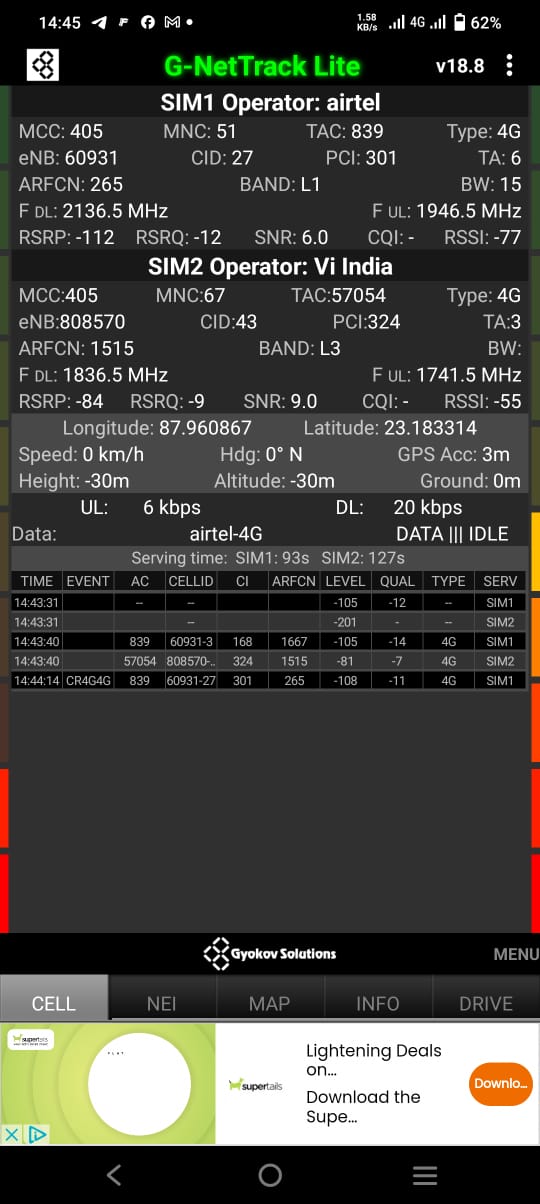 14:45 1.58 KB/s 4G 62%
G-NetTrack Lite v18.8
SIM1 Operator: airtel
MCC: 405 MNC: 51 TAC: 839 Type: 4G
eNB: 60931 CID: 27 PCI: 301 TA: 6
ARFCN: 265 BAND: L1 BW: 15
F DL: 2136.5 MHz F UL: 1946.5 MHz
RSRP: -112 RSRQ: -12 SNR: 6.0 CQI: - RSSI: -77
SIM2 Operator: Vi India
MCC:405 MNC:67 TAC:57054 Type: 4G
eNB:808570 CID:43 PCI:324 TA:3
ARFCN: 1515 BAND: L3 BW:
F DL: 1836.5 MHz F UL: 1741.5 MHz
RSRP: -84 RSRQ: -9 SNR: 9.0 CQI: - RSSI: -55
Longitude: 87.960867 Latitude: 23.183314
Speed: 0 km/h Hdg: 0° N GPS Acc: 3m
Height: -30m Altitude: -30m Ground: 0m
UL: 6 kbps DL: 20 kbps
Data: airtel-4G DATA ||| IDLE
Serving time: SIM1: 93s SIM2: 127s
TIME EVENT AC CELLID CI ARFCN LEVEL QUAL TYPE SERV
14:43:31 -- -- -105 -12 -- SIM1
14:43:31 -- -201 - -- SIM2
14:43:40 839 60931-3 168 1667 -105 -14 4G SIM1
14:43:40 57054 808570-.. 324 1515 -81 -7 4G SIM2
14:44:14 CR4G4G 839 60931-27 301 265 -108 -11 4G SIM1
Gyokov Solutions MENU
CELL NEI MAP INFO DRIVE
supertails
Lightening Deals
on...
supertails
Download the
Supe...
Downlo...